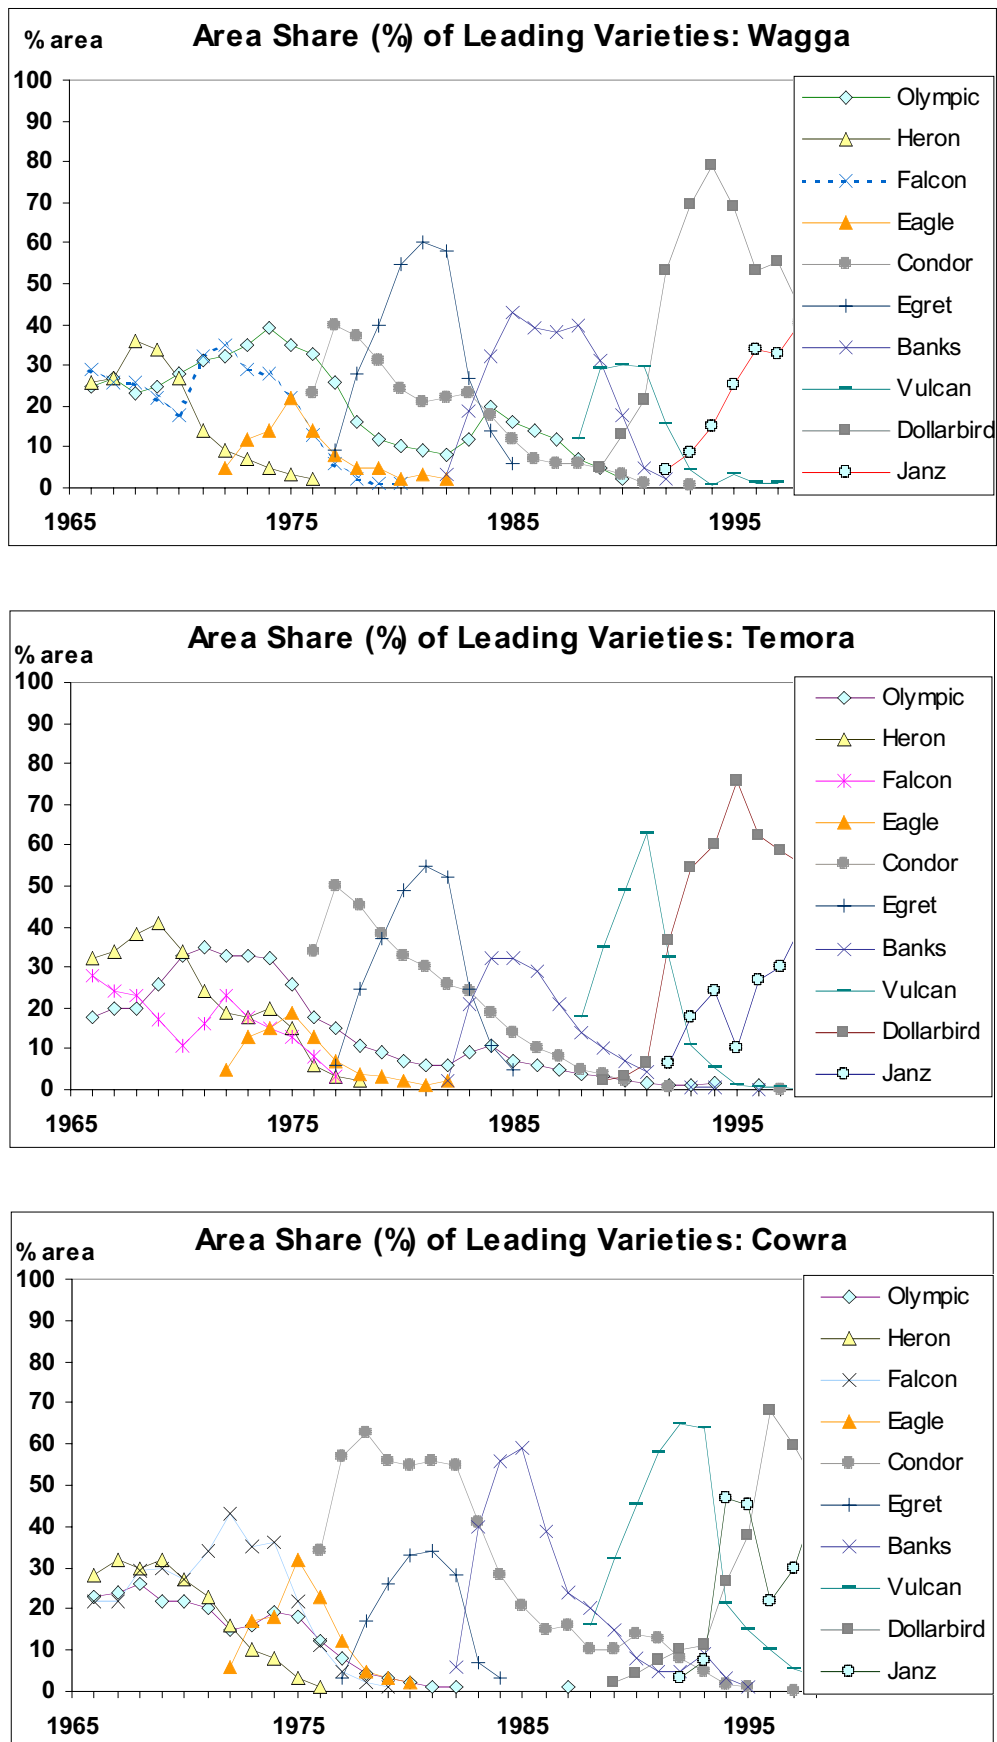 Area Share (%) of Leading Varieties: Wagga
% area
100
90
80
70
60
50
40
30
20
10
0
1965 1975 1985 1995
Olympic
Heron
Falcon
Eagle
Condor
Egret
Banks
Vulcan
Dollarbird
Janz
Area Share (%) of Leading Varieties: Temora
% area
100
90
80
70
60
50
40
30
20
10
0
1965 1975 1985 1995
Olympic
Heron
Falcon
Eagle
Condor
Egret
Banks
Vulcan
Dollarbird
Janz
Area Share (%) of Leading Varieties: Cowra
% area
100
90
80
70
60
50
40
30
20
10
0
1965 1975 1985 1995
Olympic
Heron
Falcon
Eagle
Condor
Egret
Banks
Vulcan
Dollarbird
Janz